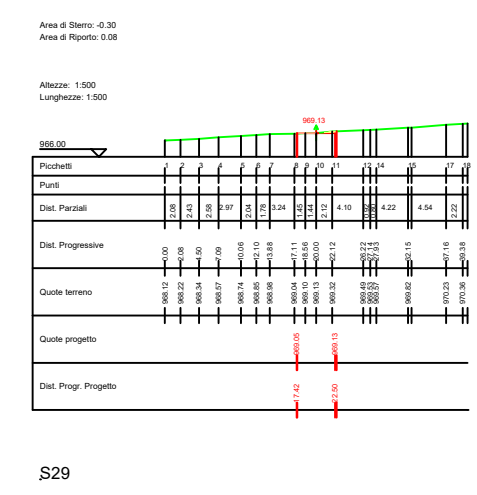 Area di Sterro: -0.30
Area di Riporto: 0.08
Altezze: 1:500
Lunghezze: 1:500
969.13
966.00
Picchetti 1 2 3 4 5 6 7 8 9 10 11 12 14 15 17 18
Punti
Dist. Parziali 2.08 2.43 2.58 2.97 2.04 1.78 3.24 1.45 1.44 2.12 4.10 4.22 4.54 2.22
Dist. Progressive 0.00 2.08 4.50 7.09 10.06 12.10 13.88 17.11 18.56 20.00 22.12 26.22 27.14 27.93 32.15 37.16 39.38
Quote terreno 968.12 968.22 968.34 968.57 968.74 968.85 968.98 969.04 969.10 969.13 969.32 969.49 969.53 969.57 969.82 970.23 970.36
Quote progetto 969.05 969.13
Dist. Progr. Progetto 17.42 22.50
S29